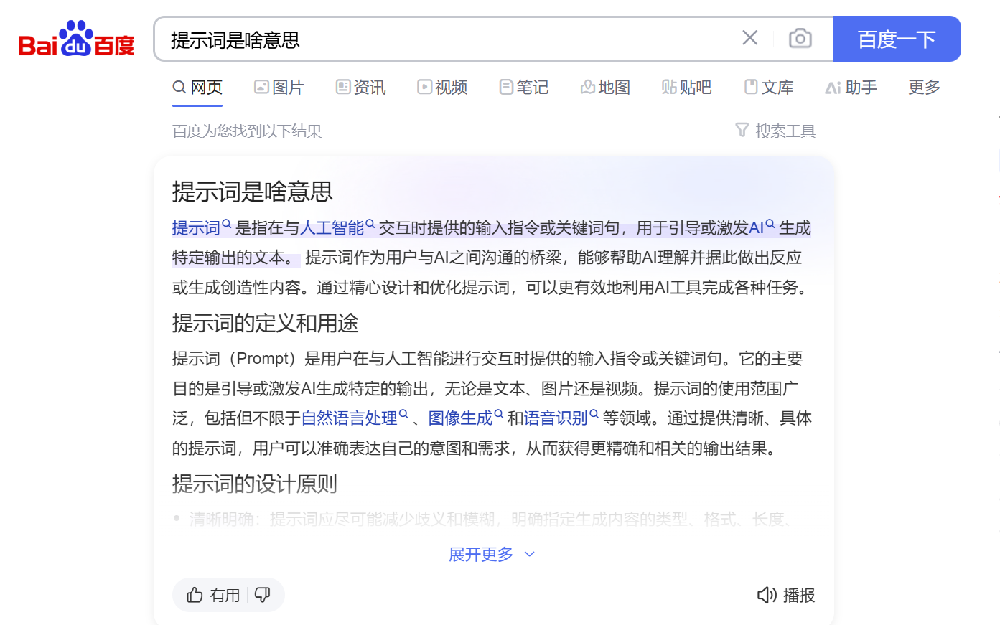 Bai du 百度
提示词是啥意思
百度一下
网页 图片 资讯 视频 笔记 地图 贴 贴吧 文库 Ai 助手 更多
百度为您找到以下结果 搜索工具
提示词是啥意思
提示词 是指在与人工智能 交互时提供的输入指令或关键词句，用于引导或激发AI 生成
特定输出的文本。 提示词作为用户与AI之间沟通的桥梁，能够帮助AI理解并据此做出反应
或生成创造性内容。通过精心设计和优化提示词，可以更有效地利用AI工具完成各种任务。
提示词的定义和用途
提示词（Prompt）是用户在与人工智能进行交互时提供的输入指令或关键词句。它的主要
目的是引导或激发AI生成特定的输出，无论是文本、图片还是视频。提示词的使用范围广
泛，包括但不限于自然语言处理 、图像生成 和语音识别 等领域。通过提供清晰、具体
的提示词，用户可以准确表达自己的意图和需求，从而获得更精确和相关的输出结果。
提示词的设计原则
• 清晰明确：提示词应尽可能减少歧义和模糊，明确指定生成内容的类型、格式、长度、
展开更多
有用 播报